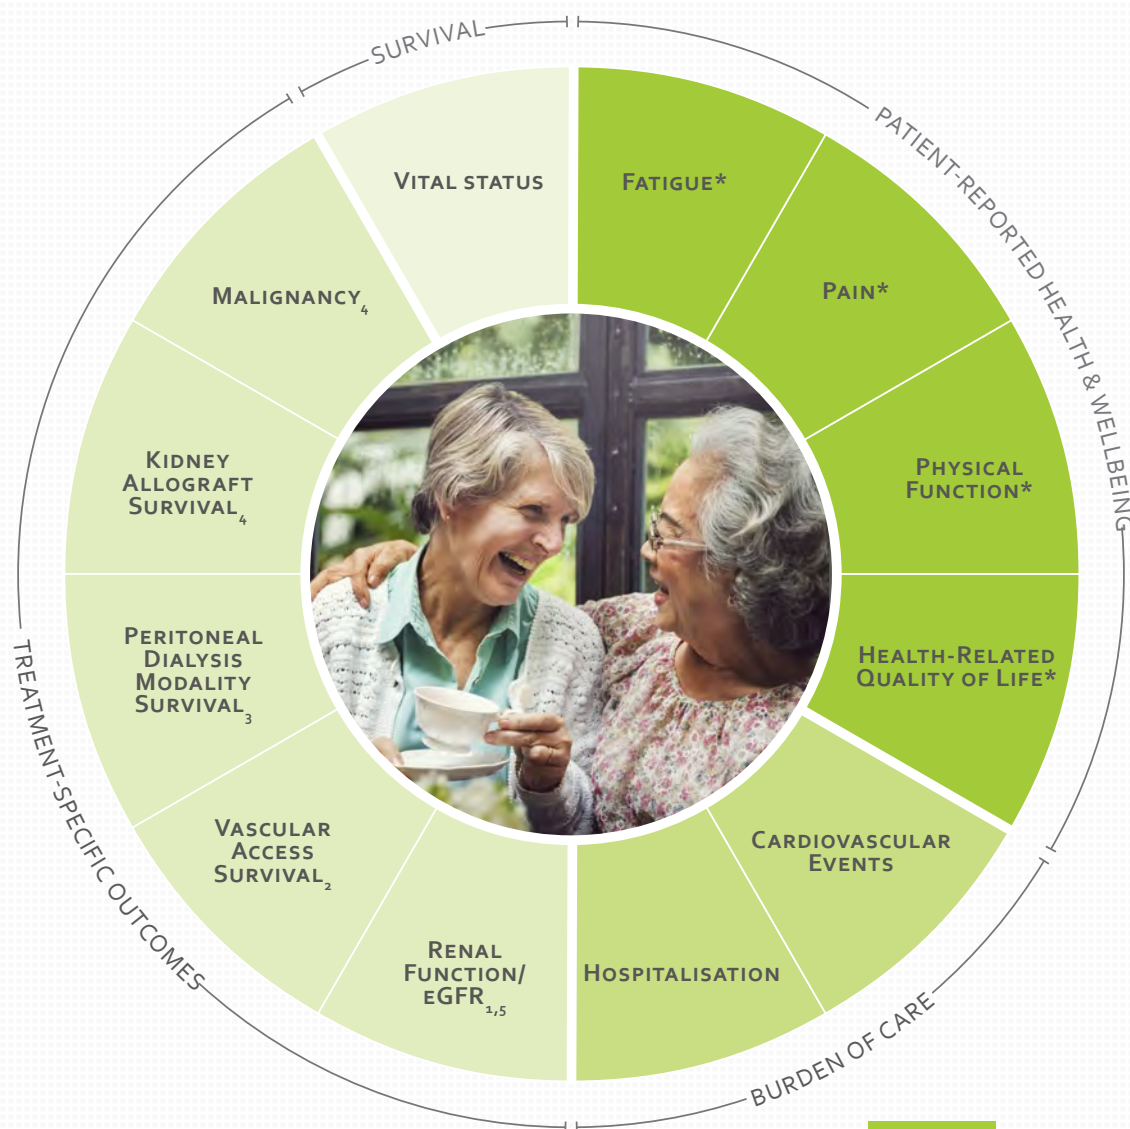 SURVIVAL
PATIENT-REPORTED HEALTH & WELLBEING
BURDEN OF CARE
TREATMENT-SPECIFIC OUTCOMES
VITAL STATUS
FATIGUE*
PAIN*
PHYSICAL
FUNCTION*
HEALTH-RELATED
QUALITY OF LIFE*
CARDIOVASCULAR
EVENTS
HOSPITALISATION
RENAL
FUNCTION/
eGFR1,5
VASCULAR
ACCESS
SURVIVAL2
PERITONEAL
DIALYSIS
MODALITY
SURVIVAL3
KIDNEY
ALLOGRAFT
SURVIVAL4
MALIGNANCY4